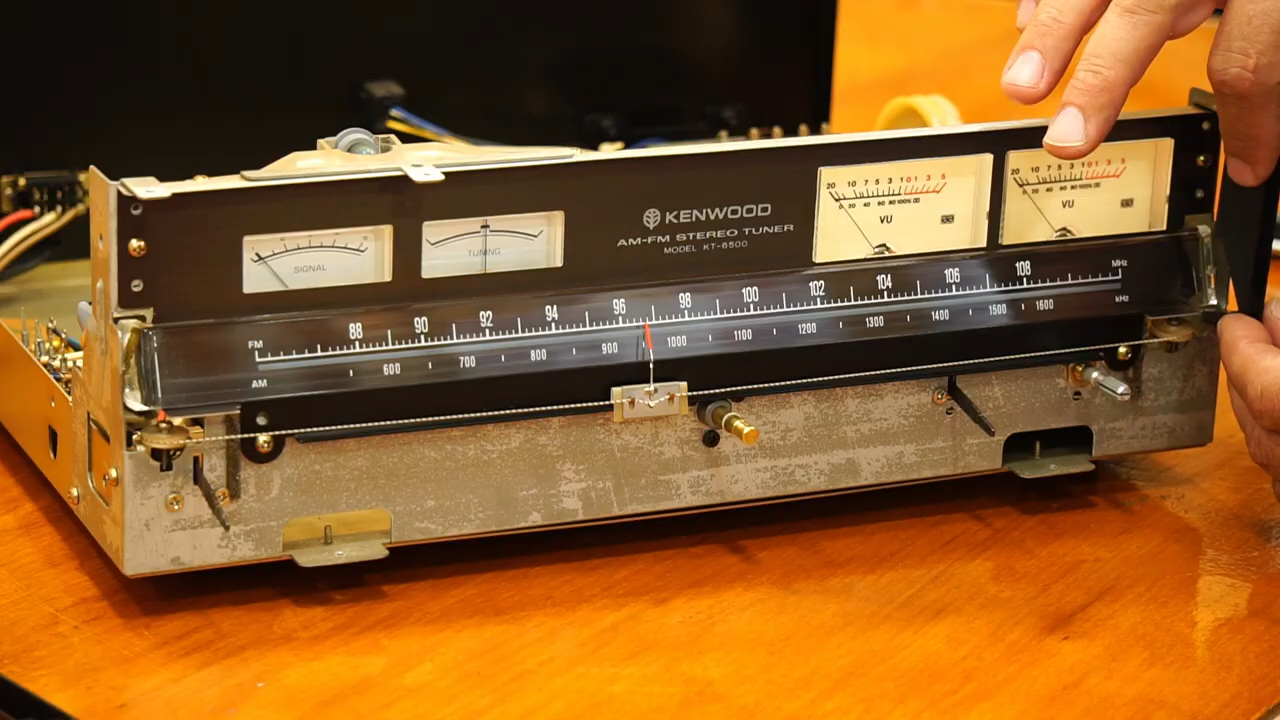 KENWOOD
AM-FM STEREO TUNER
MODEL KT-6500
SIGNAL
TUNING
20 10 7 5 3 1 0 1 3 5
0 20 40 60 80 100%
VU
20 10 7 5 3 1 0 1 3 5
0 20 40 60 80 100%
VU
FM 88 90 92 94 96 98 100 102 104 106 108 MHz
AM 600 700 800 900 1000 1100 1200 1300 1400 1500 1600 kHz